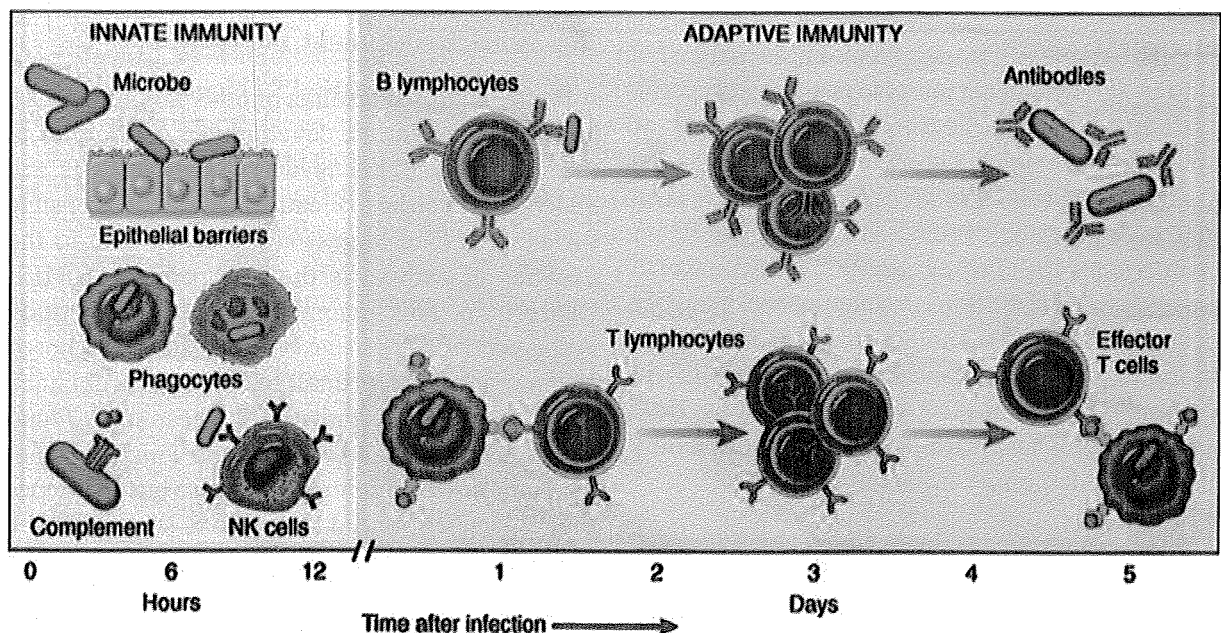 INNATE IMMUNITY
Microbe
Epithelial barriers
Phagocytes
Complement
NK cells
ADAPTIVE IMMUNITY
B lymphocytes
Antibodies
T lymphocytes
Effector
T cells
0 6 12
Hours
1 2 3 4 5
Days
Time after infection